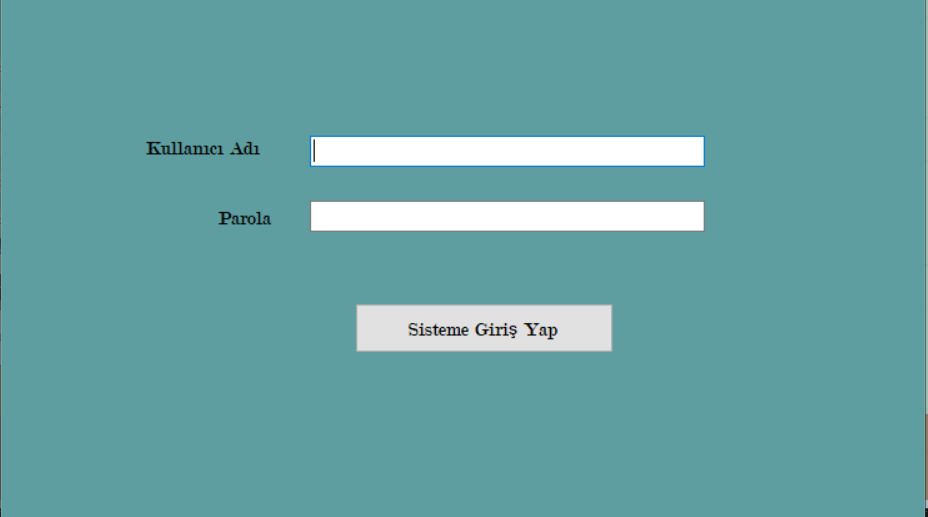 Kullanıcı Adı
Parola
Sisteme Giriş Yap